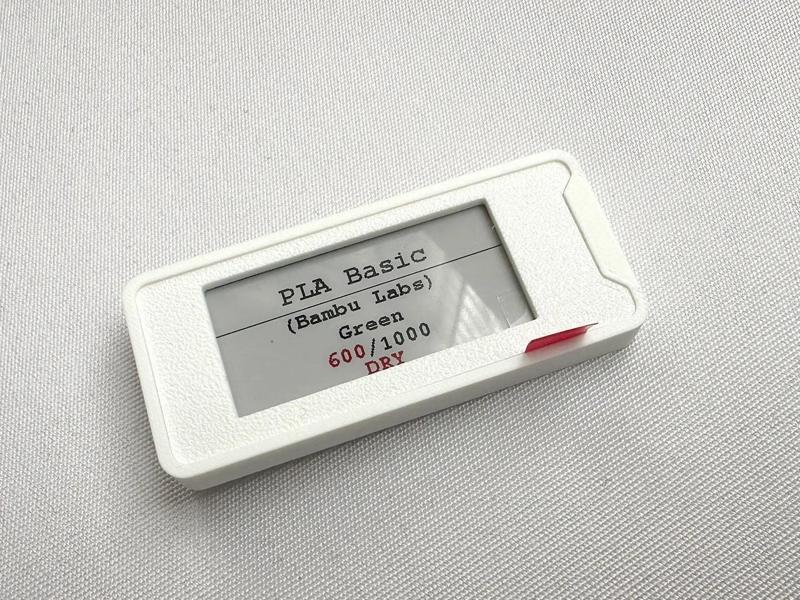 PLA Basic
(Bambu Labs)
Green
600/1000
DRY